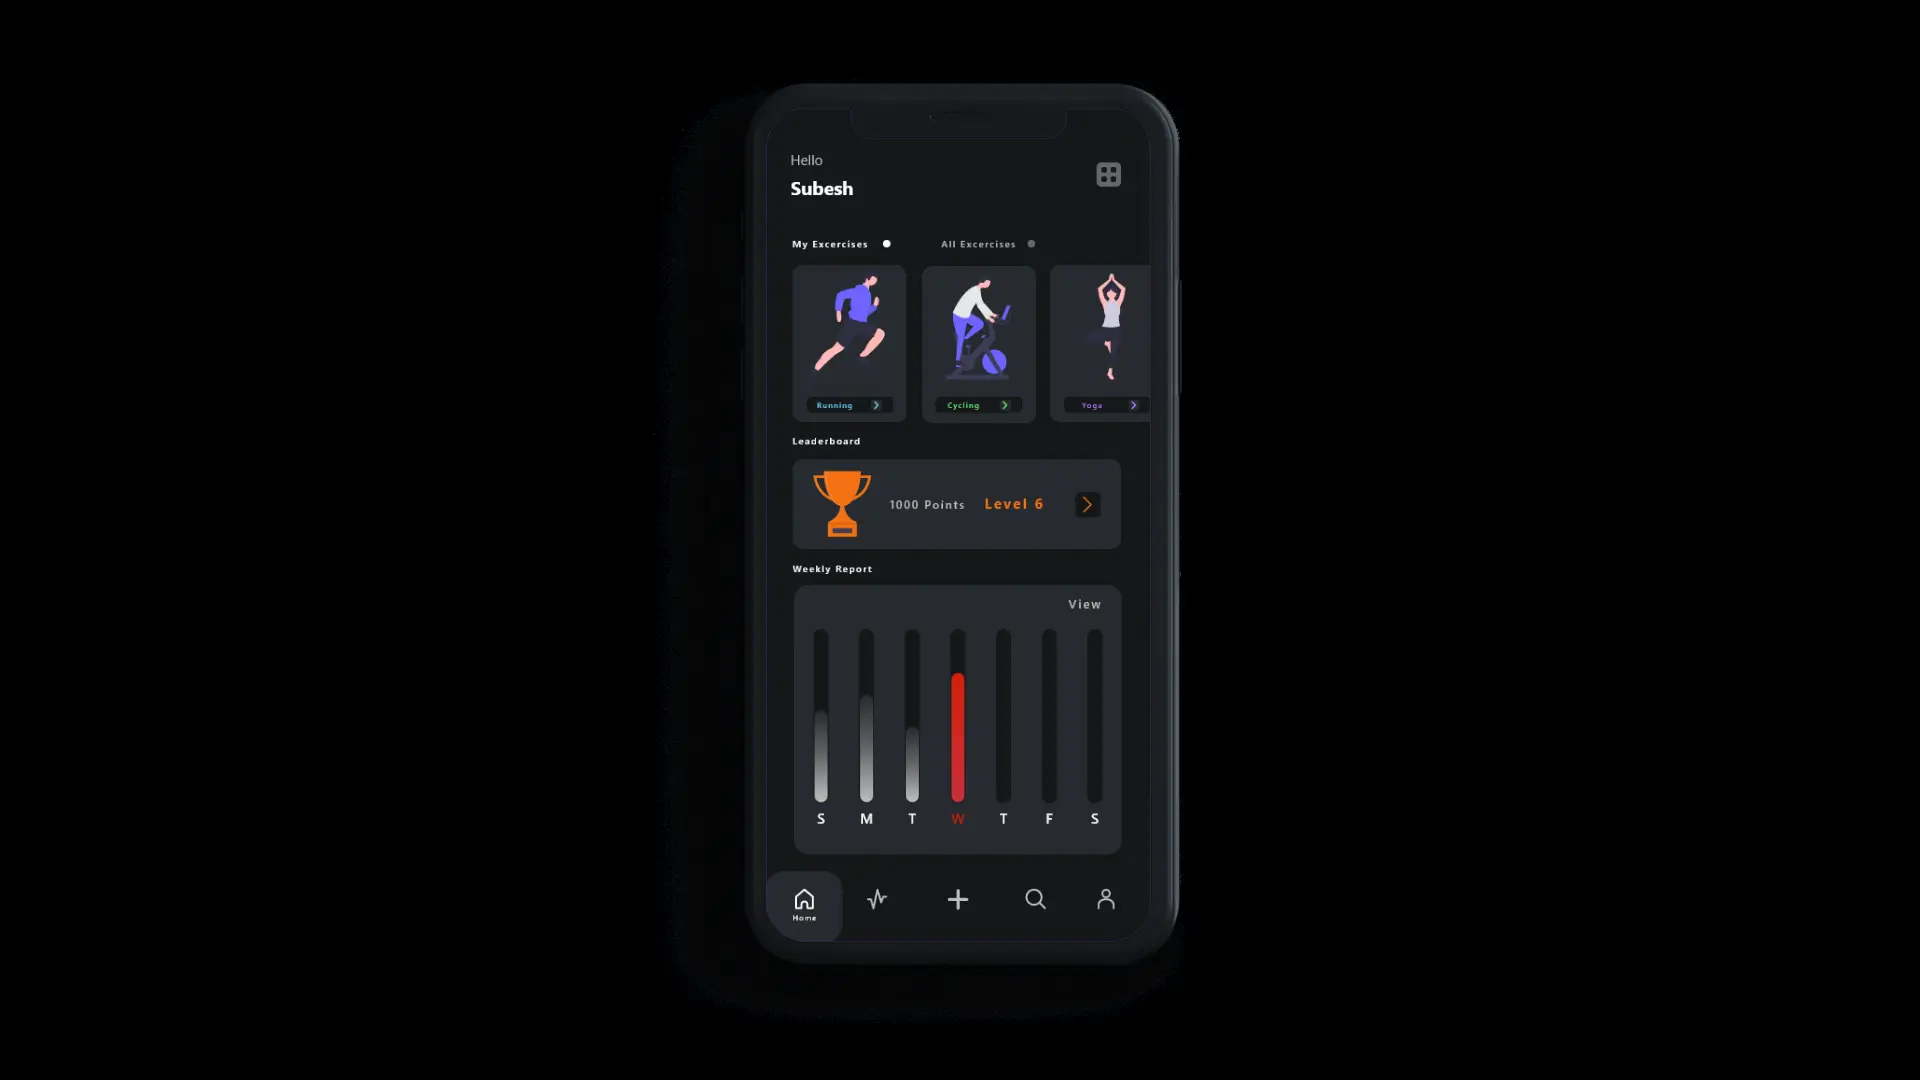 Hello
Subesh
My Excercises
All Excercises
Running
Cycling
Yoga
Leaderboard
1000 Points Level 6
Weekly Report
View
S M T W T F S
Home